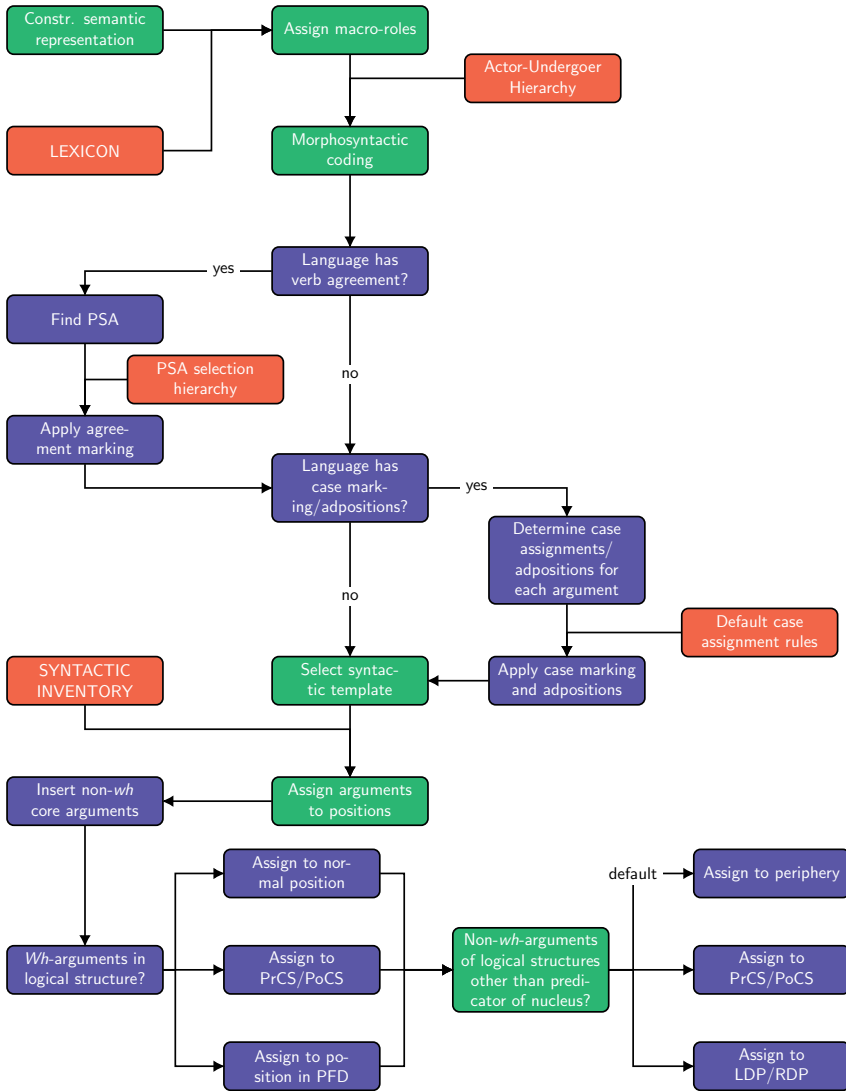 Constr. semantic
representation
Assign macro-roles
Actor-Undergoer
Hierarchy
LEXICON
Morphosyntactic
coding
Language has
verb agreement?
yes
Find PSA
no
PSA selection
hierarchy
Apply agree-
ment marking
Language has
case mark-
ing/adpositions?
yes
Determine case
assignments/
adpositions for
each argument
no
Default case
assignment rules
SYNTACTIC
INVENTORY
Select syntac-
tic template
Apply case marking
and adpositions
Insert non-wh
core arguments
Assign arguments
to positions
Assign to nor-
mal position
default
Assign to periphery
Wh-arguments in
logical structure?
Assign to
PrCS/PoCS
Non-wh-arguments
of logical structures
other than predi-
cator of nucleus?
Assign to
PrCS/PoCS
Assign to po-
sition in PFD
Assign to
LDP/RDP